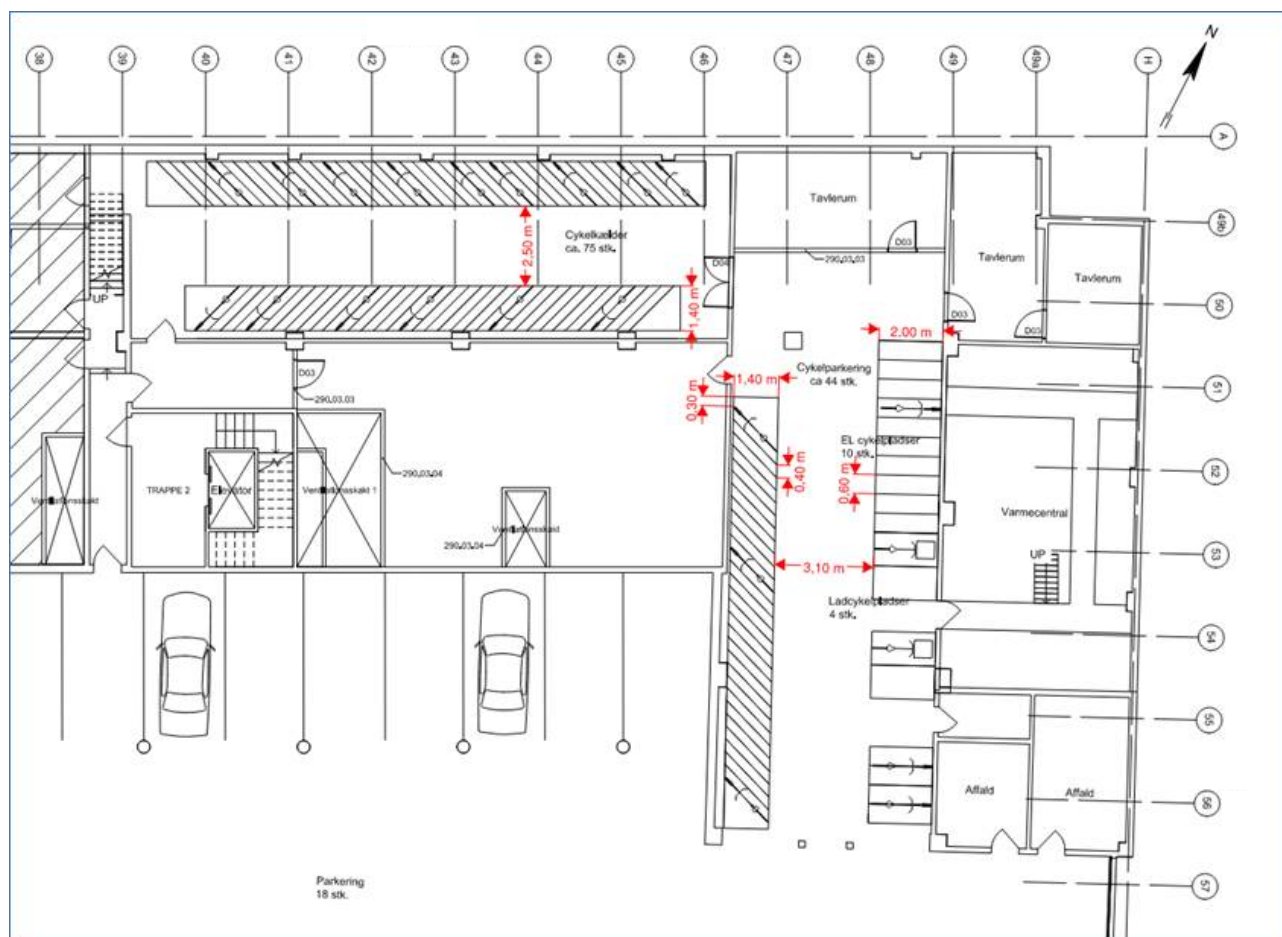 N
38
39
40
41
42
43
44
45
46
47
48
49
49a
H
A
49b
50
51
52
53
54
55
56
57
Tavlerum
D03
290.03.03
Tavlerum
Tavlerum
D03
D03
Cykelkælder
ca. 75 stk.
2,50 m
D04
1,40 m
UP
2,00 m
Cykelparkering
ca 44 stk.
1,40 m
0,30 m
D03
290.03.03
EL cykelpladser
10 stk.
0,40 m
0,60 m
290.03.04
TRAPPE 2
Elevator
Ventilationsskakt 1
Ventilationsskakt
290.03.04
Varmecentral
UP
3,10 m
Ladcykelpladser
4 stk.
Affald
Affald
Parkering
18 stk.